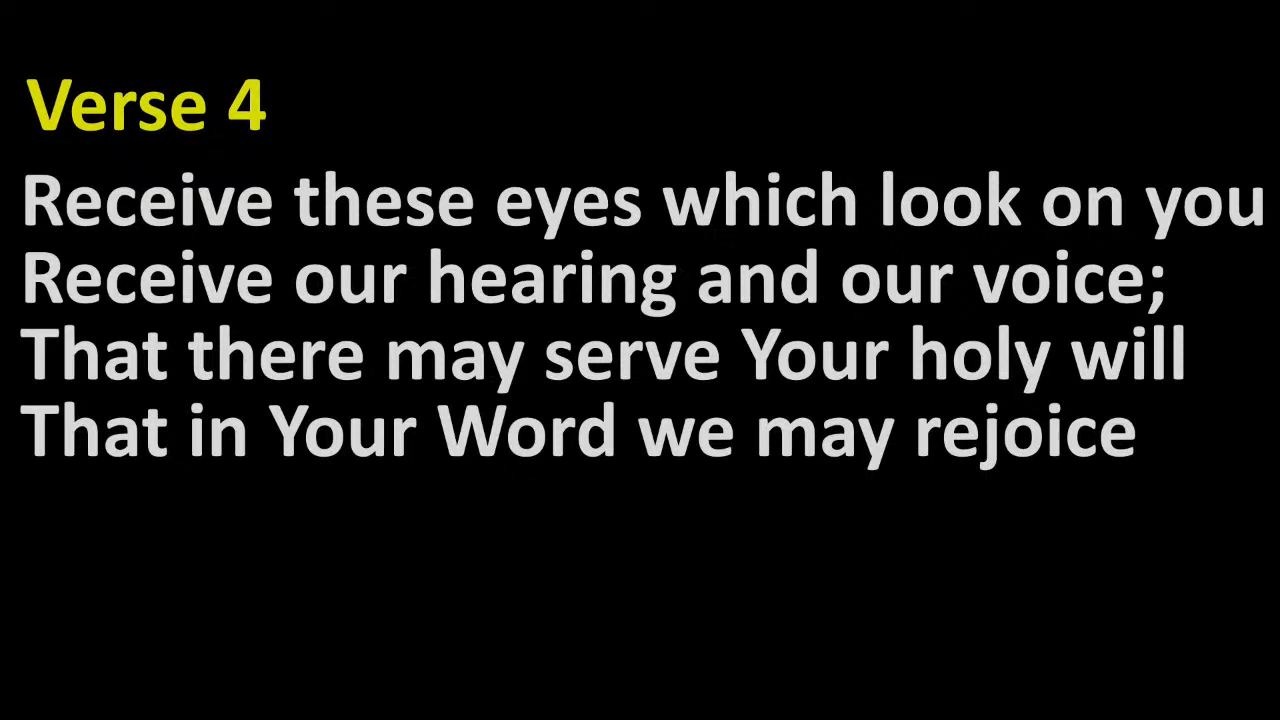 Verse 4
Receive these eyes which look on you
Receive our hearing and our voice;
That there may serve Your holy will
That in Your Word we may rejoice